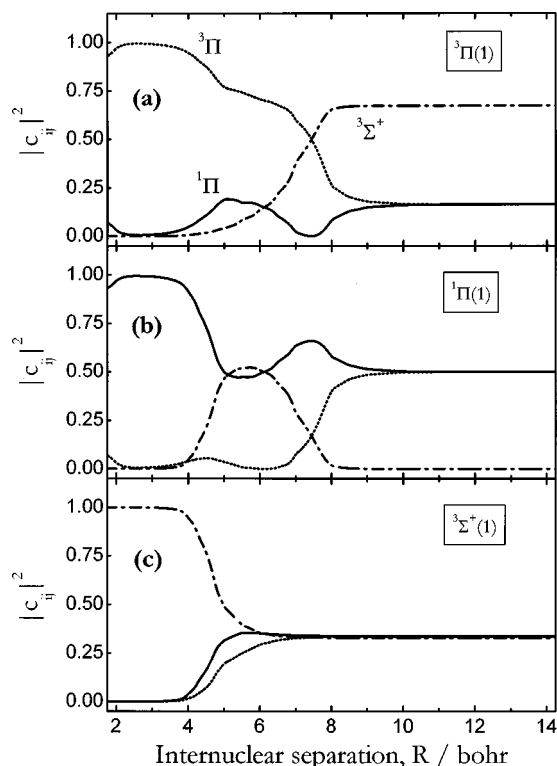 1.00
0.75
0.50
0.25
0.00
|c_ij|²
³Π
³Π(1)
(a)
³Σ⁺
¹Π
1.00
0.75
0.50
0.25
0.00
|c_ij|²
¹Π(1)
(b)
1.00
0.75
0.50
0.25
0.00
|c_ij|²
³Σ⁺(1)
(c)
2 4 6 8 10 12 14
Internuclear separation, R / bohr